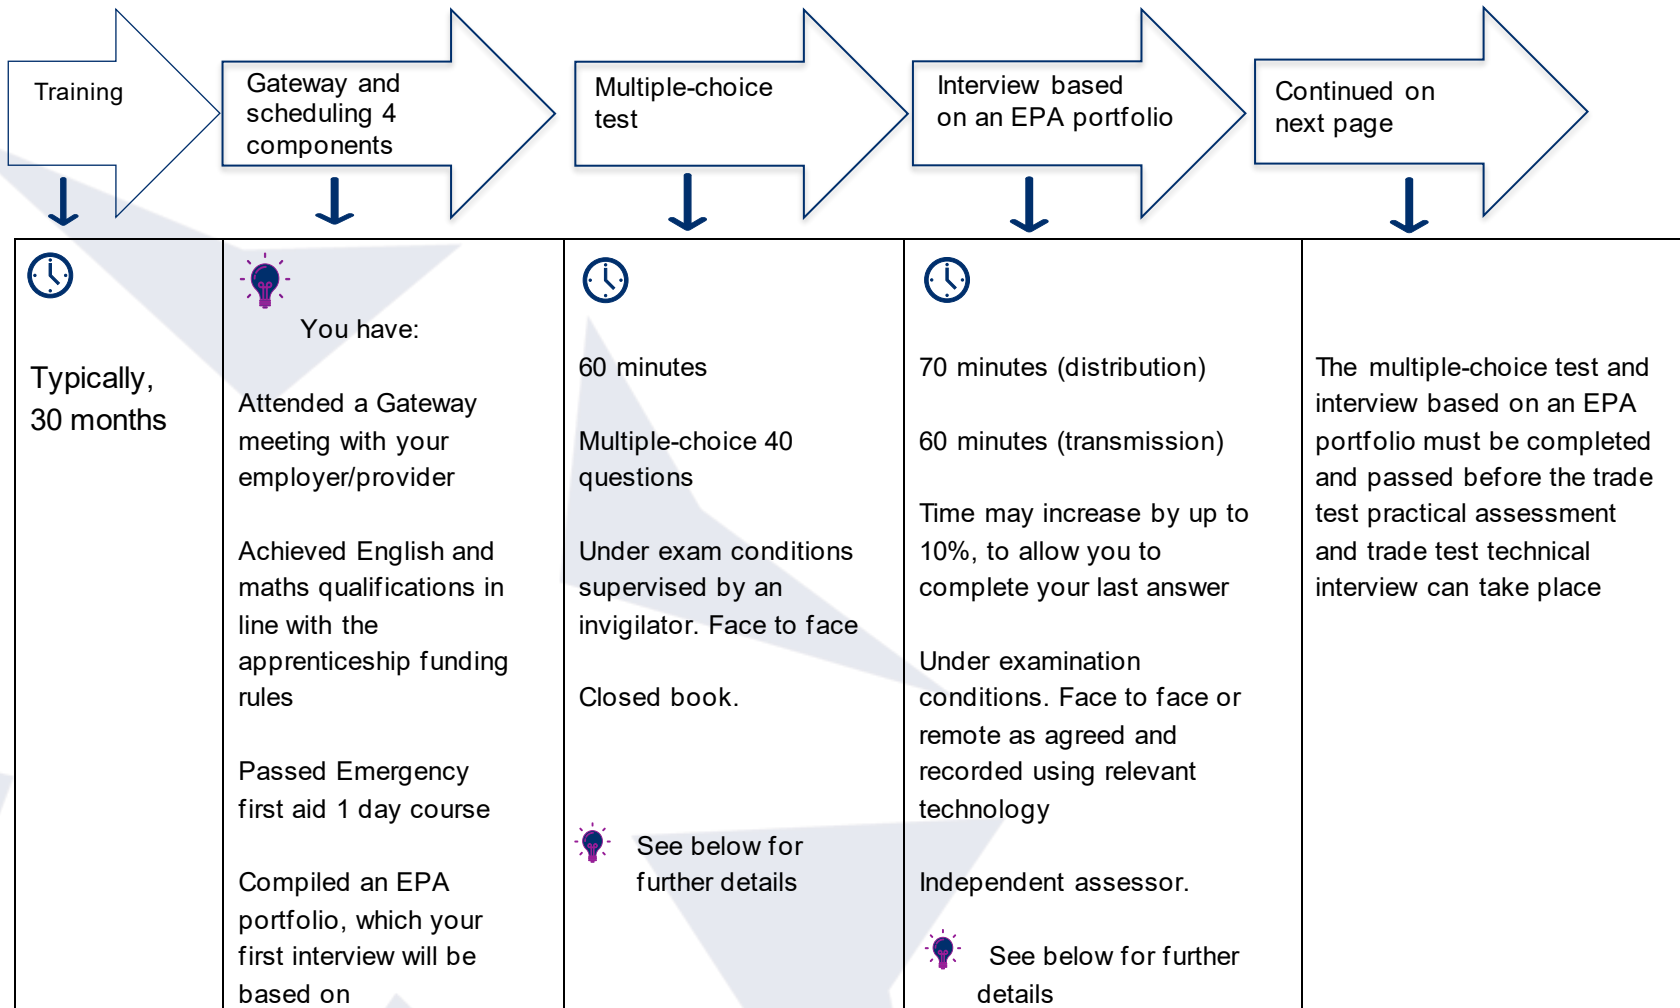 Training
Gateway and
scheduling 4
components
Multiple-choice
test
Interview based
on an EPA portfolio
Continued on
next page
Typically,
30 months
You have:
Attended a Gateway
meeting with your
employer/provider
Achieved English and
maths qualifications in
line with the
apprenticeship funding
rules
Passed Emergency
first aid 1 day course
Compiled an EPA
portfolio, which your
first interview will be
based on
60 minutes
Multiple-choice 40
questions
Under exam conditions
supervised by an
invigilator. Face to face
Closed book.
See below for
further details
70 minutes (distribution)
60 minutes (transmission)
Time may increase by up to
10%, to allow you to
complete your last answer
Under examination
conditions. Face to face or
remote as agreed and
recorded using relevant
technology
Independent assessor.
See below for further
details
The multiple-choice test and
interview based on an EPA
portfolio must be completed
and passed before the trade
test practical assessment
and trade test technical
interview can take place